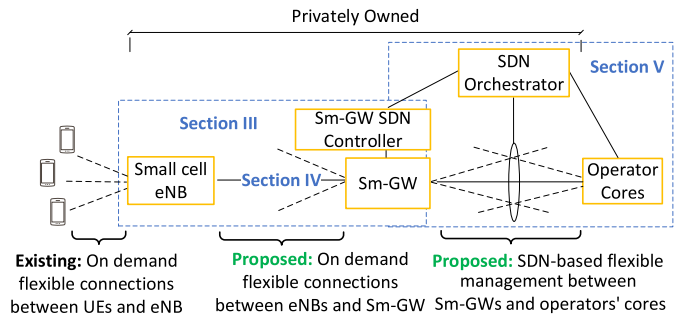 Privately Owned
SDN
Orchestrator
Section V
Sm-GW SDN
Controller
Section III
Small cell
eNB
Section IV
Sm-GW
Operator
Cores
Existing: On demand
flexible connections
between UEs and eNB
Proposed: On demand
flexible connections
between eNBs and Sm-GW
Proposed: SDN-based flexible
management between
Sm-GWs and operators' cores